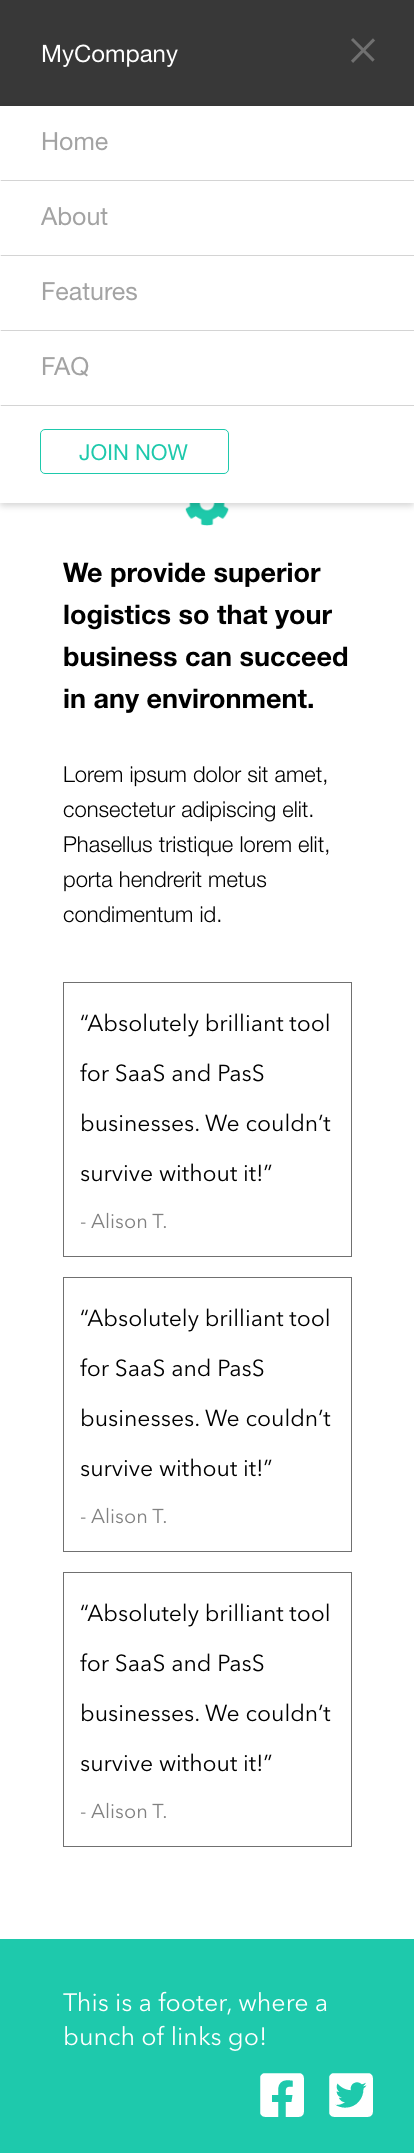 MyCompany
Home
About
Features
FAQ
JOIN NOW
We provide superior
logistics so that your
business can succeed
in any environment.
Lorem ipsum dolor sit amet,
consectetur adipiscing elit.
Phasellus tristique lorem elit,
porta hendrerit metus
condimentum id.
“Absolutely brilliant tool
for SaaS and PasS
businesses. We couldn’t
survive without it!”
- Alison T.
“Absolutely brilliant tool
for SaaS and PasS
businesses. We couldn’t
survive without it!”
- Alison T.
“Absolutely brilliant tool
for SaaS and PasS
businesses. We couldn’t
survive without it!”
- Alison T.
This is a footer, where a
bunch of links go!